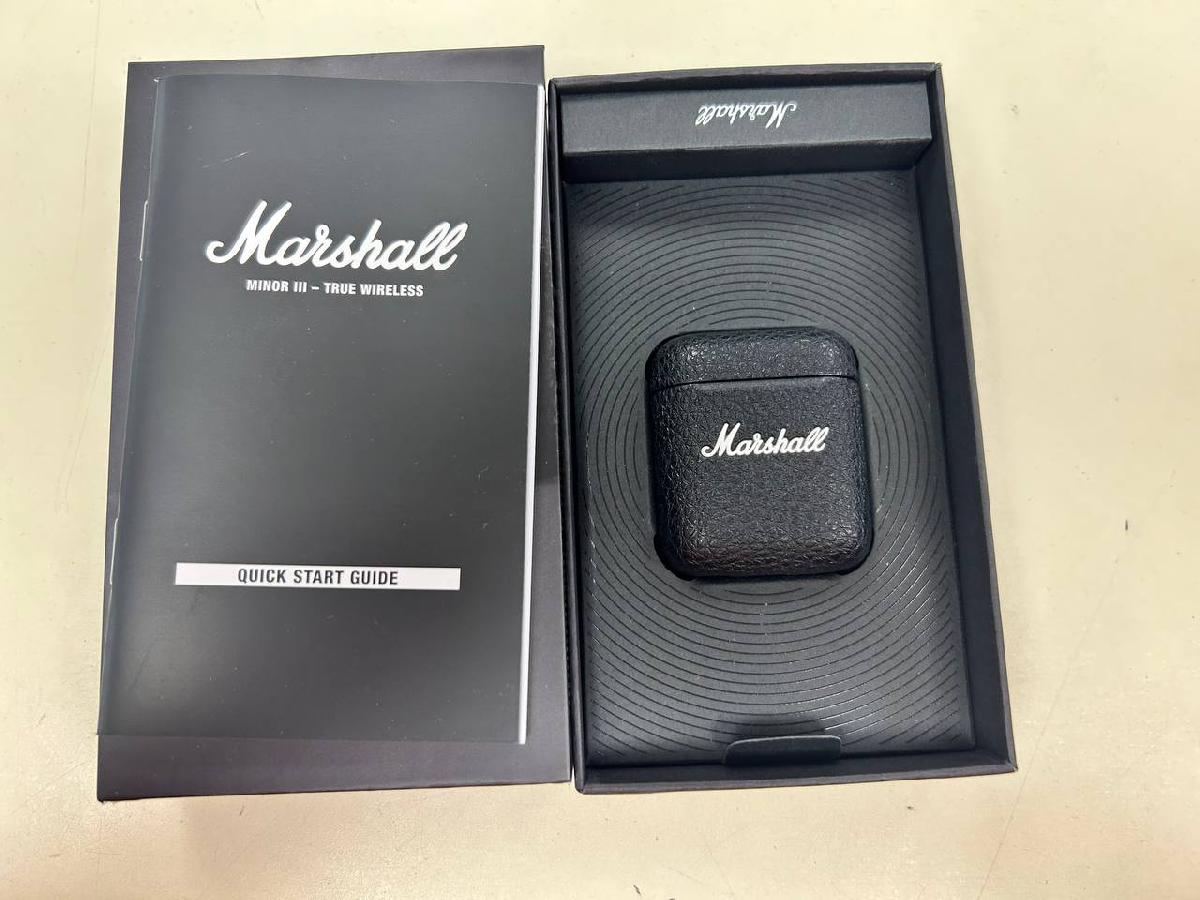 Marshall
MINOR III – TRUE WIRELESS
QUICK START GUIDE
Marshall
Marshall